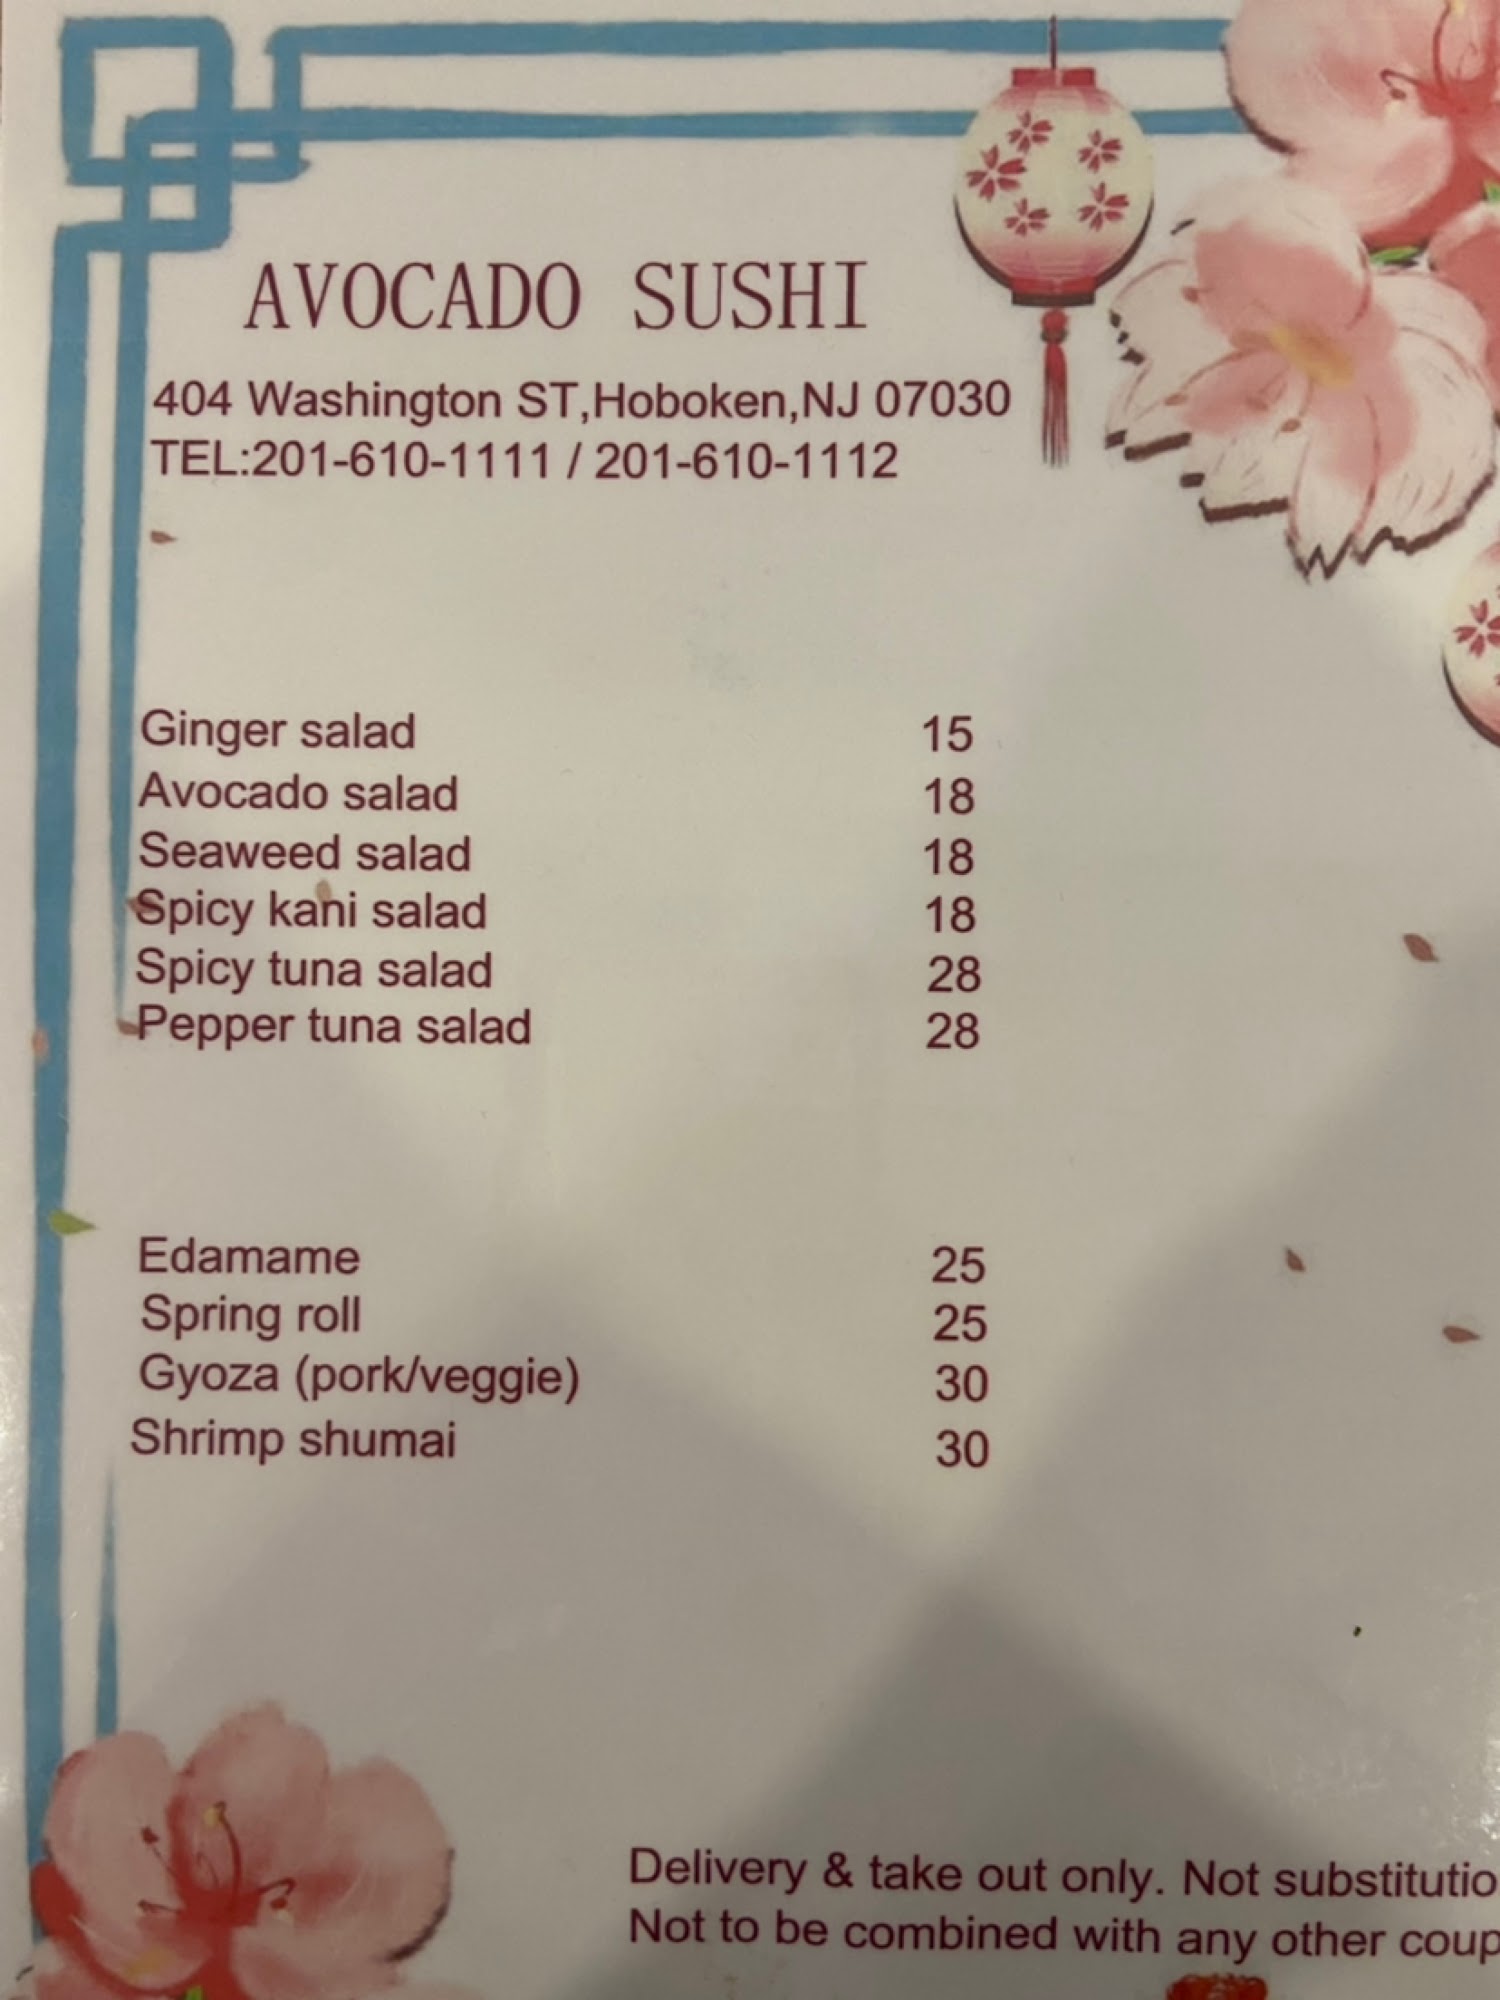 AVOCADO SUSHI
404 Washington ST,Hoboken,NJ 07030
TEL:201-610-1111 / 201-610-1112
Ginger salad 15
Avocado salad 18
Seaweed salad 18
Spicy kani salad 18
Spicy tuna salad 28
Pepper tuna salad 28
Edamame 25
Spring roll 25
Gyoza (pork/veggie) 30
Shrimp shumai 30
Delivery & take out only. Not substitutio
Not to be combined with any other coup